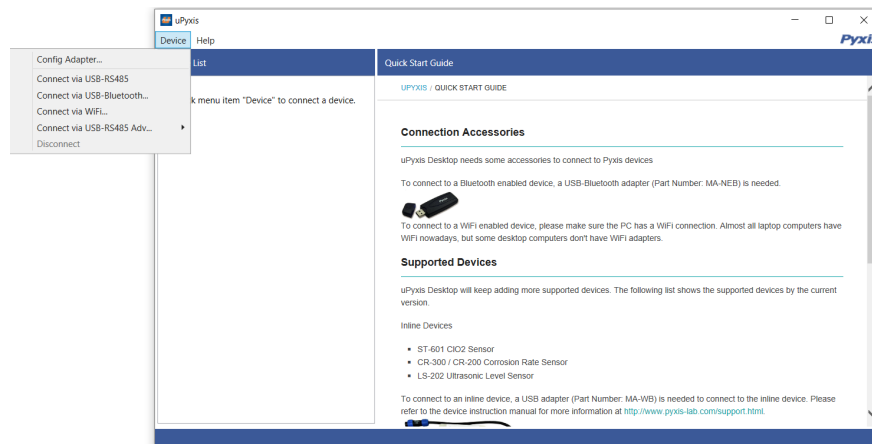 uPyxis
Device Help
Pyxis
Config Adapter...
Connect via USB-RS485
Connect via USB-Bluetooth...
Connect via WiFi...
Connect via USB-RS485 Adv...
Disconnect
List
menu item "Device" to connect a device.
Quick Start Guide
UPYXIS / QUICK START GUIDE
Connection Accessories
uPyxis Desktop needs some accessories to connect to Pyxis devices
To connect to a Bluetooth enabled device, a USB-Bluetooth adapter (Part Number: MA-NEB) is needed.
To connect to a WiFi enabled device, please make sure the PC has a WiFi connection. Almost all laptop computers have
WiFi nowadays, but some desktop computers don't have WiFi adapters.
Supported Devices
uPyxis Desktop will keep adding more supported devices. The following list shows the supported devices by the current
version.
Inline Devices
ST-601 ClO2 Sensor
CR-300 / CR-200 Corrosion Rate Sensor
LS-202 Ultrasonic Level Sensor
To connect to an inline device, a USB adapter (Part Number: MA-WB) is needed to connect to the inline device. Please
refer to the device instruction manual for more information at http://www.pyxis-lab.com/support.html.